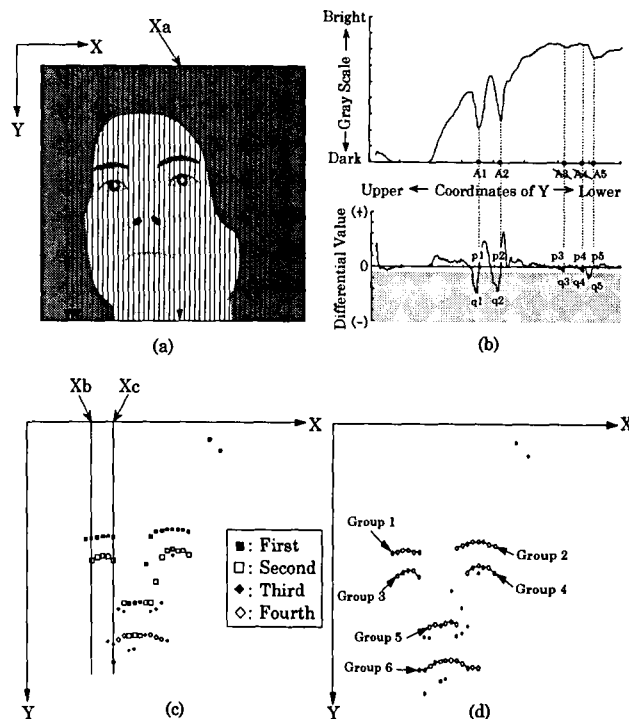 Xa
X
Y
(a)
Bright
Gray Scale
Dark
A1 A2 A3 A4 A5
Upper ← Coordinates of Y → Lower
Differential Value
(+)
0
(-)
p1 p2 p3 p4 p5
q1 q2 q3 q4 q5
(b)
Xb Xc
X
Y
■: First
□: Second
◆: Third
◇: Fourth
(c)
X
Group 1
Group 2
Group 3
Group 4
Group 5
Group 6
Y
(d)